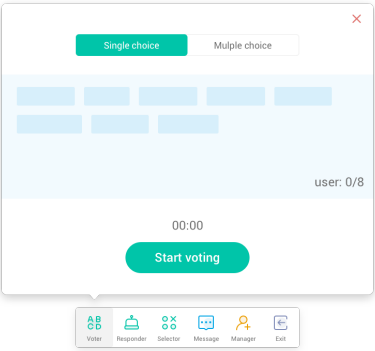 Single choice
Mulple choice
user: 0/8
00:00
Start voting
A B
C D
Voter
Responder
Selector
Message
Manager
Exit